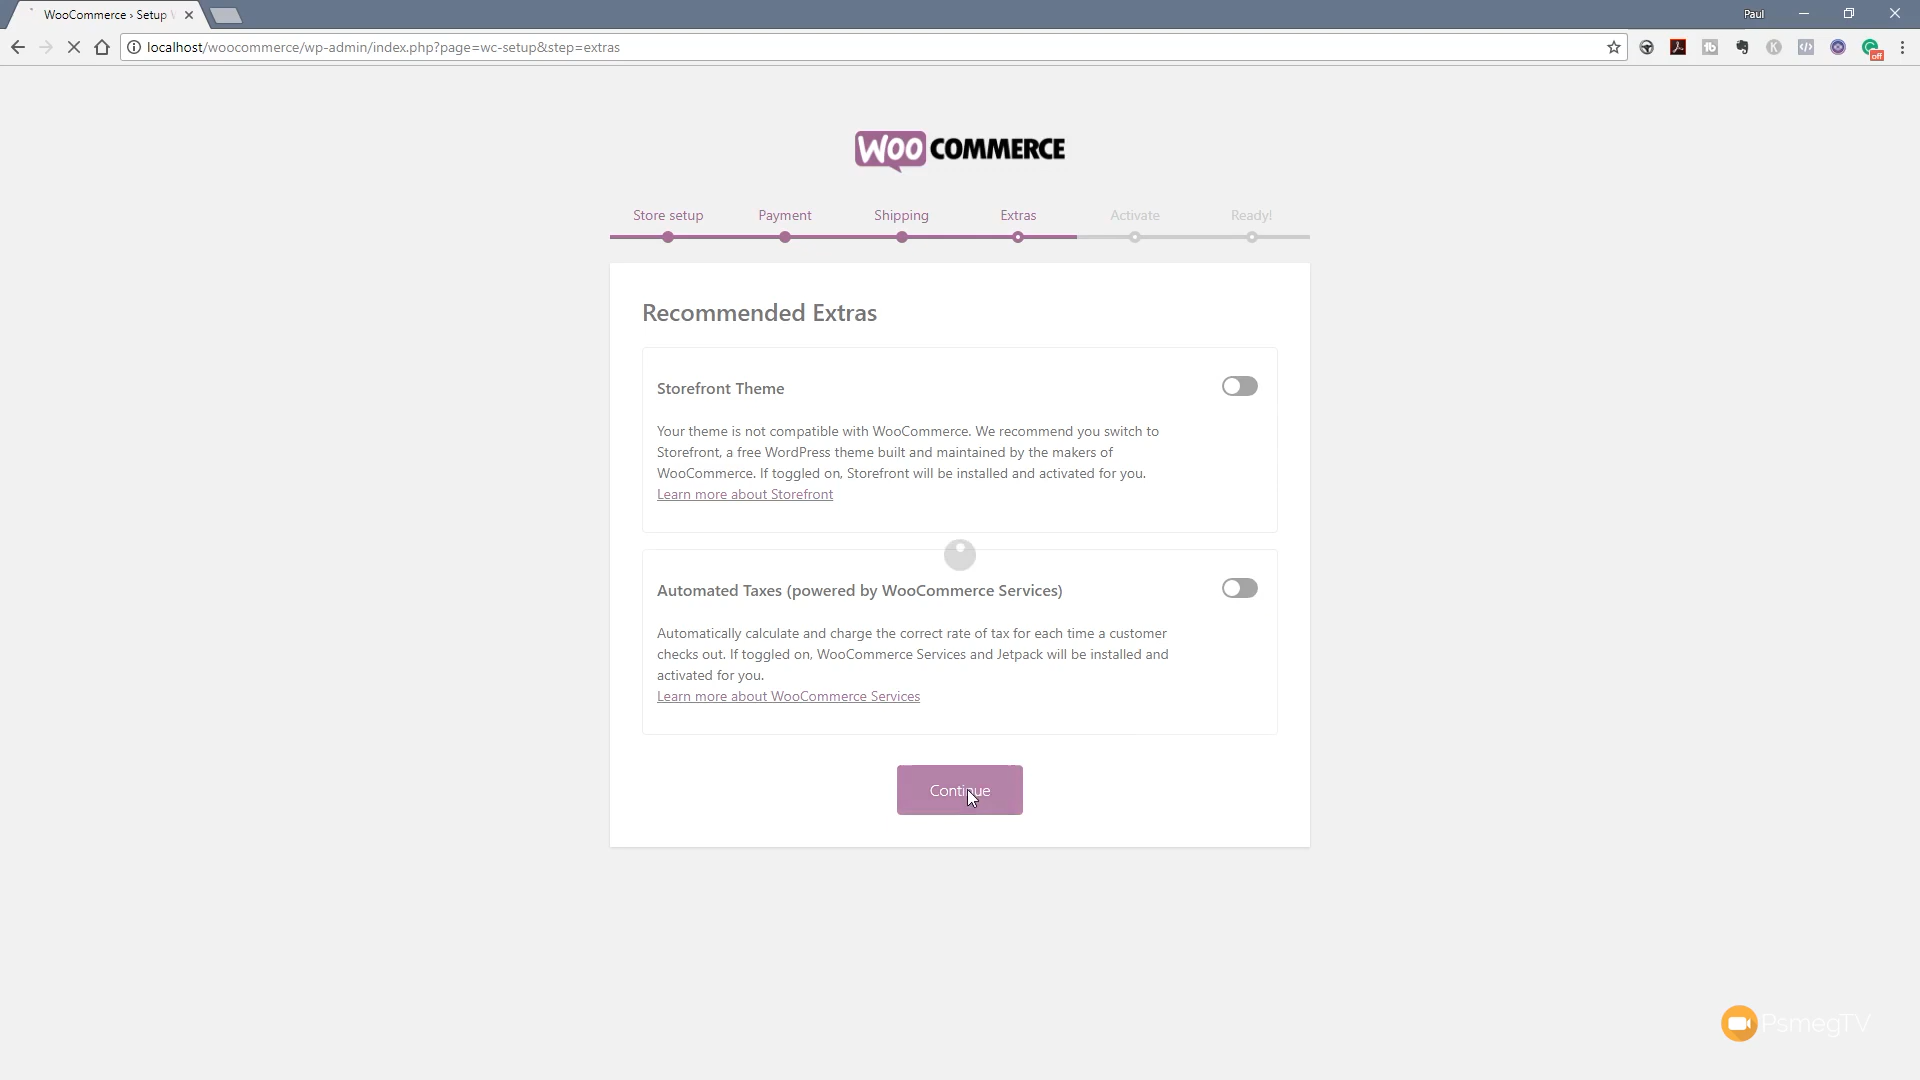 WooCommerce › Setup
Paul
localhost/woocommerce/wp-admin/index.php?page=wc-setup&step=extras
off
WOO COMMERCE
Store setup
Payment
Shipping
Extras
Activate
Ready!
Recommended Extras
Storefront Theme
Your theme is not compatible with WooCommerce. We recommend you switch to
Storefront, a free WordPress theme built and maintained by the makers of
WooCommerce. If toggled on, Storefront will be installed and activated for you.
Learn more about Storefront
Automated Taxes (powered by WooCommerce Services)
Automatically calculate and charge the correct rate of tax for each time a customer
checks out. If toggled on, WooCommerce Services and Jetpack will be installed and
activated for you.
Learn more about WooCommerce Services
Continue
PsmegTV